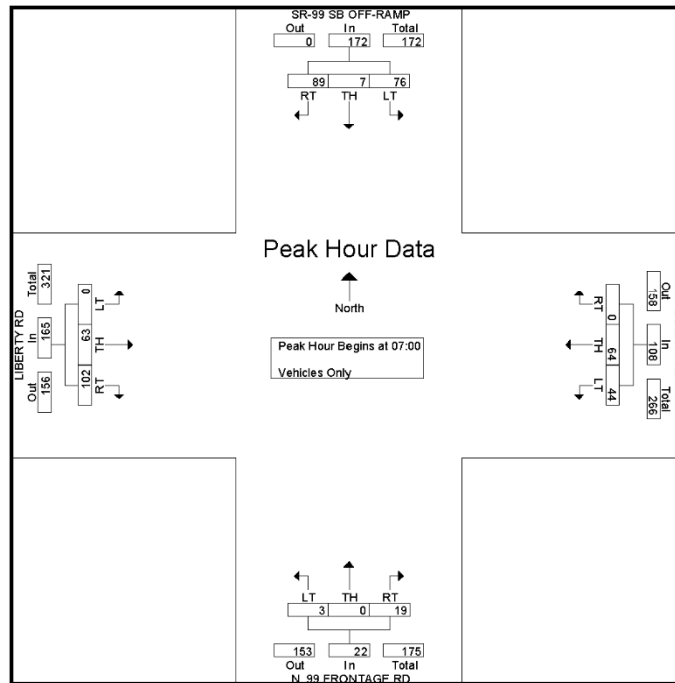 SR-99 SB OFF-RAMP
Out In Total
0 172 172
89 7 76
RT TH LT
Peak Hour Data
North
Peak Hour Begins at 07:00
Vehicles Only
LIBERTY RD
Out In Total
156 165 321
RT TH LT
102 63 0
RT TH LT
0 64 44
Out In Total
158 108 266
LT TH RT
3 0 19
153 22 175
Out In Total
N. 99 FRONTAGE RD